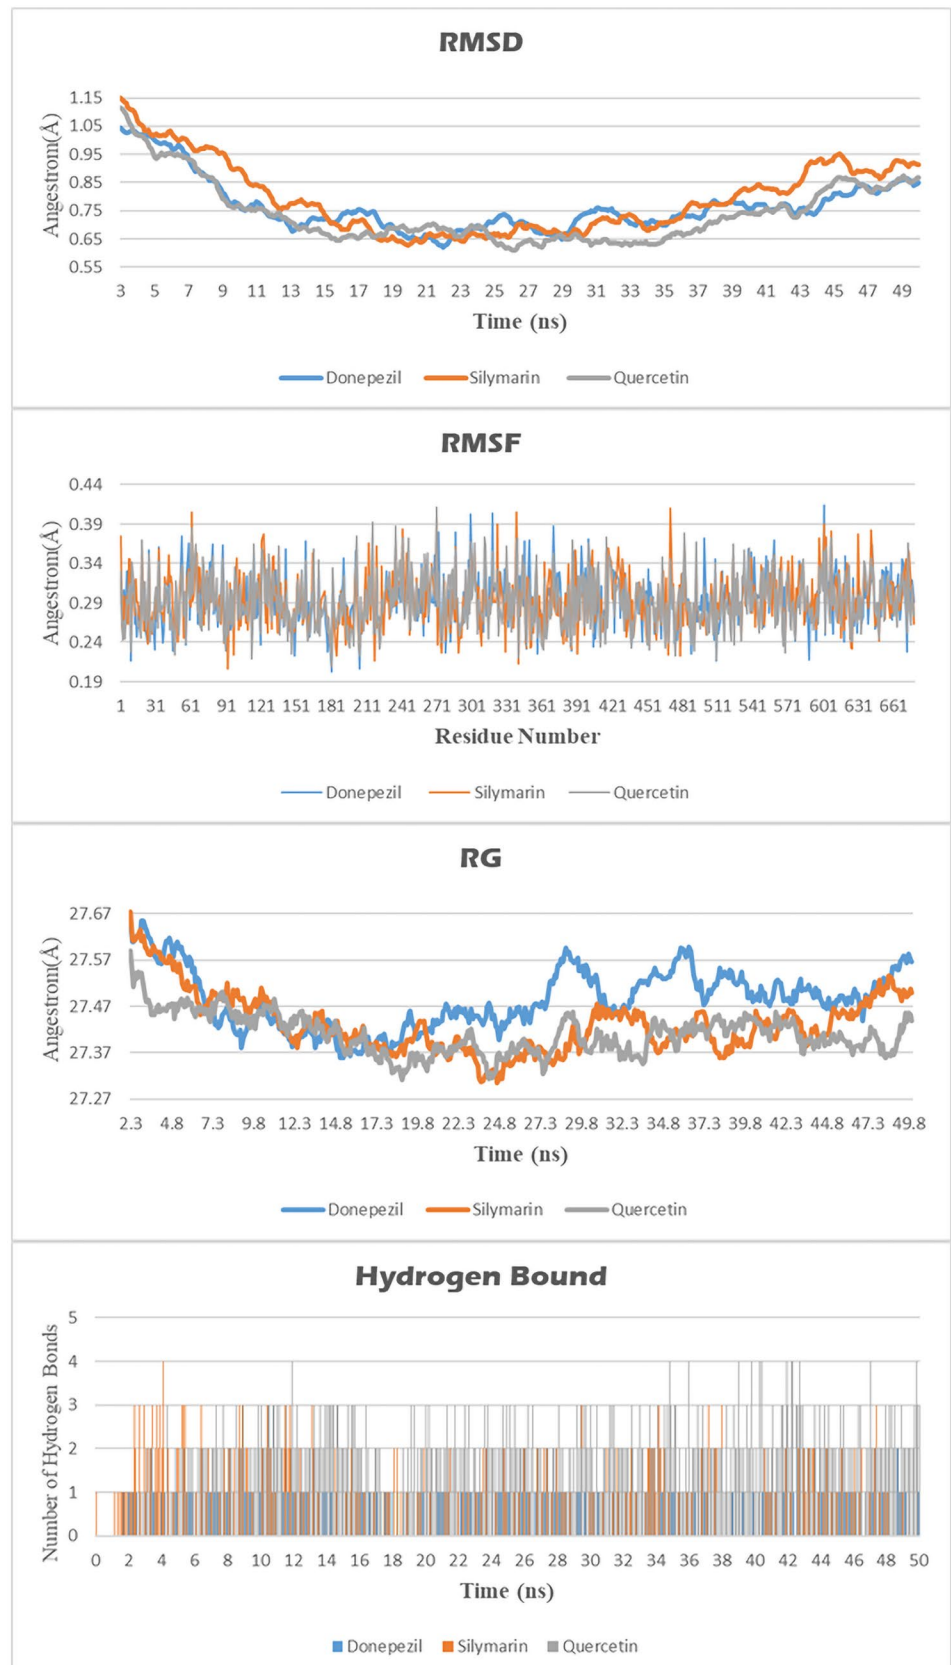 RMSD
Angestrom(Å)
1.15
1.05
0.95
0.85
0.75
0.65
0.55
3 5 7 9 11 13 15 17 19 21 23 25 27 29 31 33 35 37 39 41 43 45 47 49
Time (ns)
Donepezil Silymarin Quercetin
RMSF
Angestrom(Å)
0.44
0.39
0.34
0.29
0.24
0.19
1 31 61 91 121 151 181 211 241 271 301 331 361 391 421 451 481 511 541 571 601 631 661
Residue Number
Donepezil Silymarin Quercetin
RG
Angestrom(Å)
27.67
27.57
27.47
27.37
27.27
2.3 4.8 7.3 9.8 12.3 14.8 17.3 19.8 22.3 24.8 27.3 29.8 32.3 34.8 37.3 39.8 42.3 44.8 47.3 49.8
Time (ns)
Donepezil Silymarin Quercetin
Hydrogen Bound
Number of Hydrogen Bonds
5
4
3
2
1
0
0 2 4 6 8 10 12 14 16 18 20 22 24 26 28 30 32 34 36 38 40 42 44 46 48 50
Time (ns)
Donepezil Silymarin Quercetin